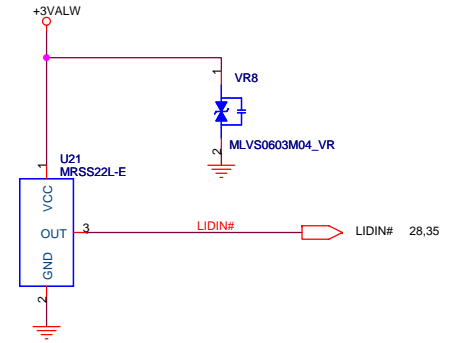 +3VALW
1
VR8
MLVS0603M04_VR
2
U21
MRSS22L-E
1
VCC
OUT
3
LIDIN#
LIDIN# 28,35
GND
2